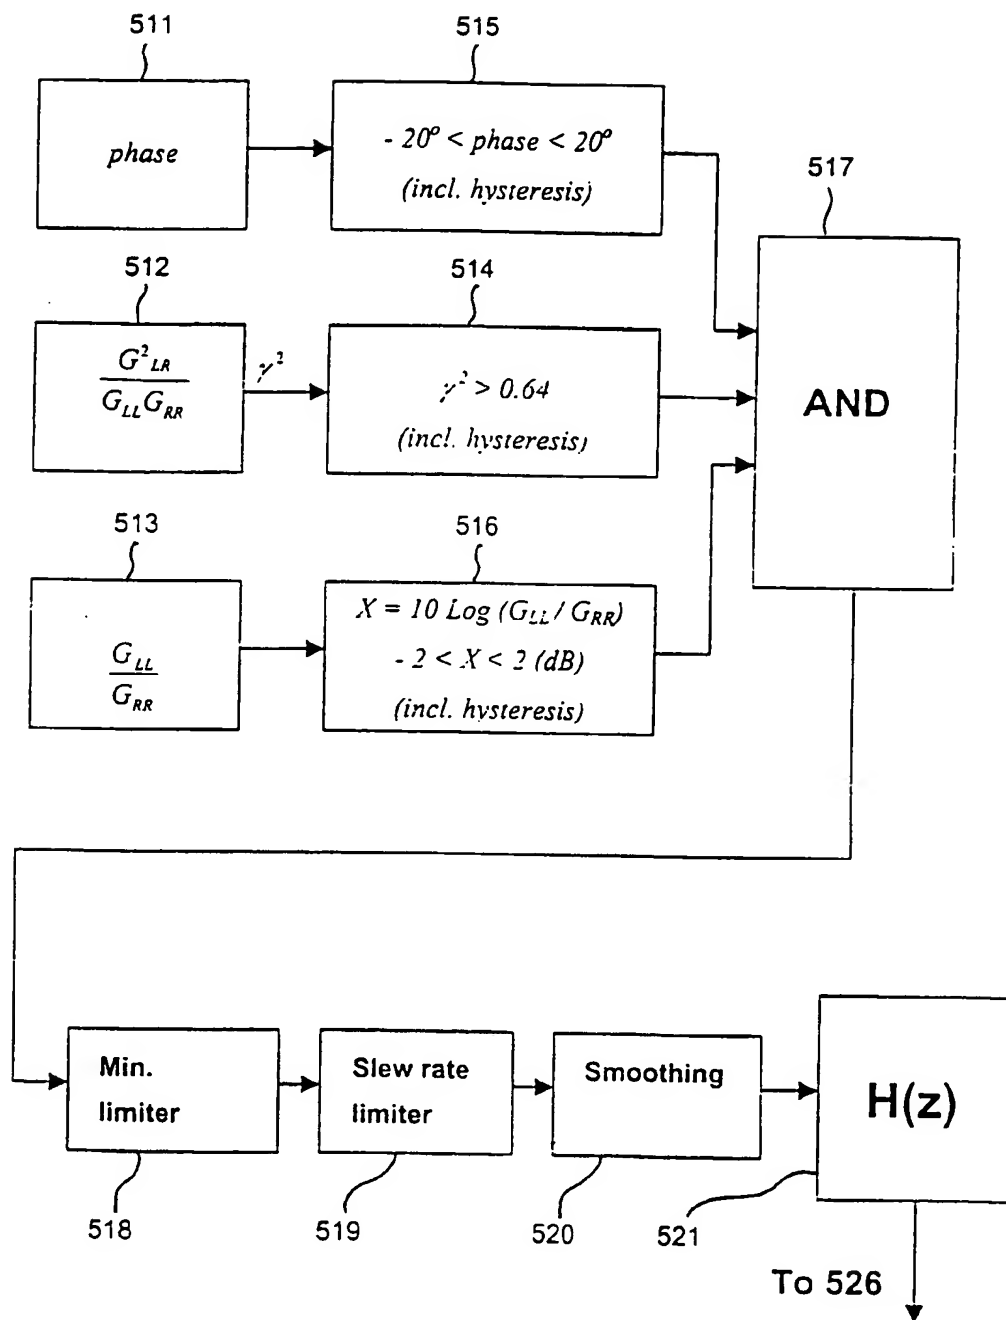 511
515
phase
- 20° < phase < 20°
(incl. hysteresis)
517
512
514
G²LR
GLL GRR
γ²
γ² > 0.64
(incl. hysteresis)
AND
513
516
GLL
GRR
X = 10 Log (GLL / GRR)
- 2 < X < 2 (dB)
(incl. hysteresis)
Min.
limiter
Slew rate
limiter
Smoothing
H(z)
518
519
520
521
To 526